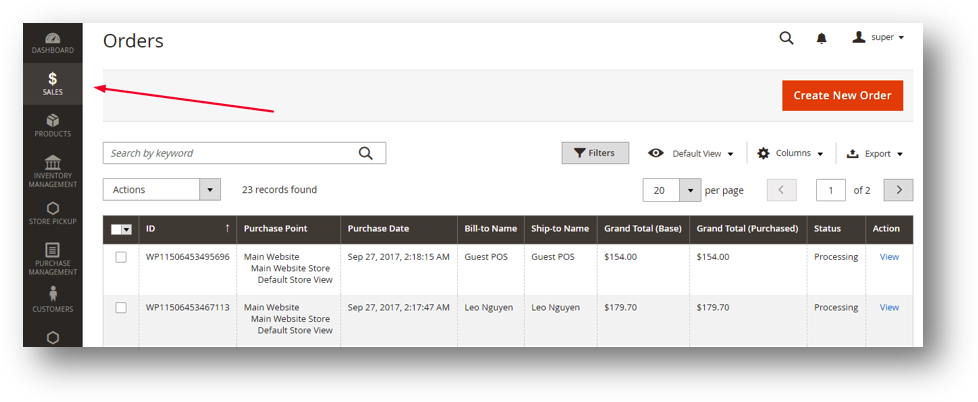 Orders
super
DASHBOARD
$
SALES
PRODUCTS
INVENTORY
MANAGEMENT
STORE PICKUP
PURCHASE
MANAGEMENT
CUSTOMERS
Create New Order
Search by keyword
Filters
Default View
Columns
Export
Actions
23 records found
20
per page
1
of 2
ID ↑ Purchase Point Purchase Date Bill-to Name Ship-to Name Grand Total (Base) Grand Total (Purchased) Status Action
WP11506453495696 Main Website Sep 27, 2017, 2:18:15 AM Guest POS Guest POS $154.00 $154.00 Processing View
Main Website Store
Default Store View
WP11506453467113 Main Website Sep 27, 2017, 2:17:47 AM Leo Nguyen Leo Nguyen $179.70 $179.70 Processing View
Main Website Store
Default Store View